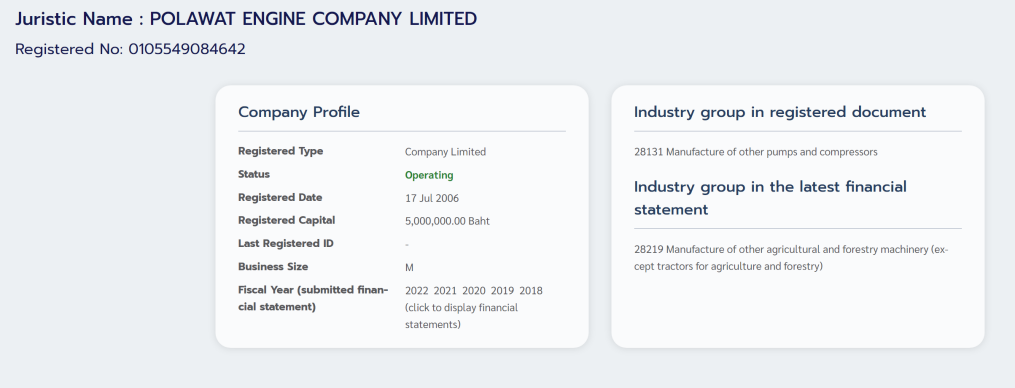 Juristic Name : POLAWAT ENGINE COMPANY LIMITED
Registered No: 0105549084642
Company Profile
Registered Type Company Limited
Status Operating
Registered Date 17 Jul 2006
Registered Capital 5,000,000.00 Baht
Last Registered ID -
Business Size M
Fiscal Year (submitted finan- 2022 2021 2020 2019 2018
cial statement) (click to display financial
statements)
Industry group in registered document
28131 Manufacture of other pumps and compressors
Industry group in the latest financial
statement
28219 Manufacture of other agricultural and forestry machinery (ex-
cept tractors for agriculture and forestry)